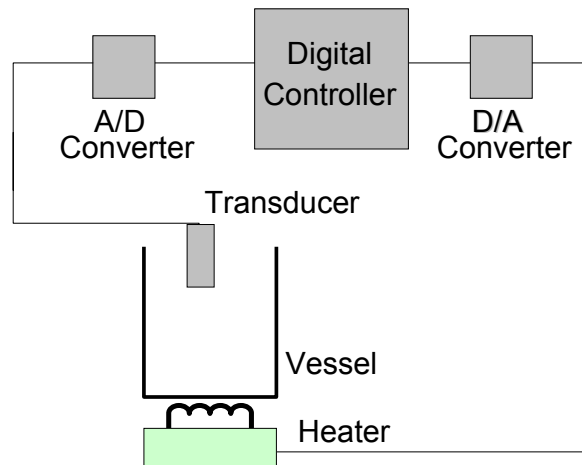 Digital
Controller
A/D
Converter
D/A
Converter
Transducer
Vessel
Heater